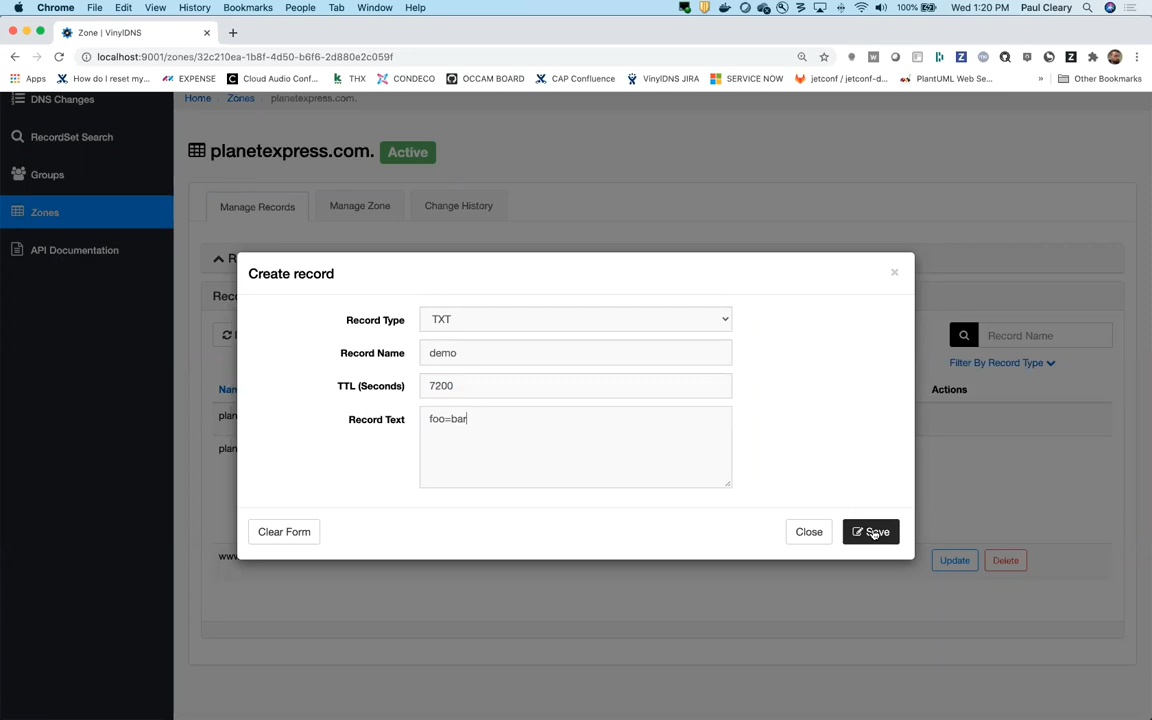 Chrome File Edit View History Bookmarks People Tab Window Help 100% Wed 1:20 PM Paul Cleary
Zone | VinylDNS
localhost:9001/zones/32c210ea-1b8f-4d50-b6f6-2d880e2c059f
Apps How do I reset my... EXPENSE Cloud Audio Conf... THX CONDECO OCCAM BOARD CAP Confluence VinylDNS JIRA SERVICE NOW jetconf / jetconf-d... PlantUML Web Se... » Other Bookmarks
DNS Changes
Home Zones planetexpress.com.
RecordSet Search
planetexpress.com. Active
Groups
Zones
Manage Records Manage Zone Change History
API Documentation
R
Create record ×
Reco
Record Type TXT
Record Name
Record Name demo
Filter By Record Type
TTL (Seconds) 7200
Nam Actions
plan
Record Text foo=bar
plan
Clear Form Close Save
www Update Delete